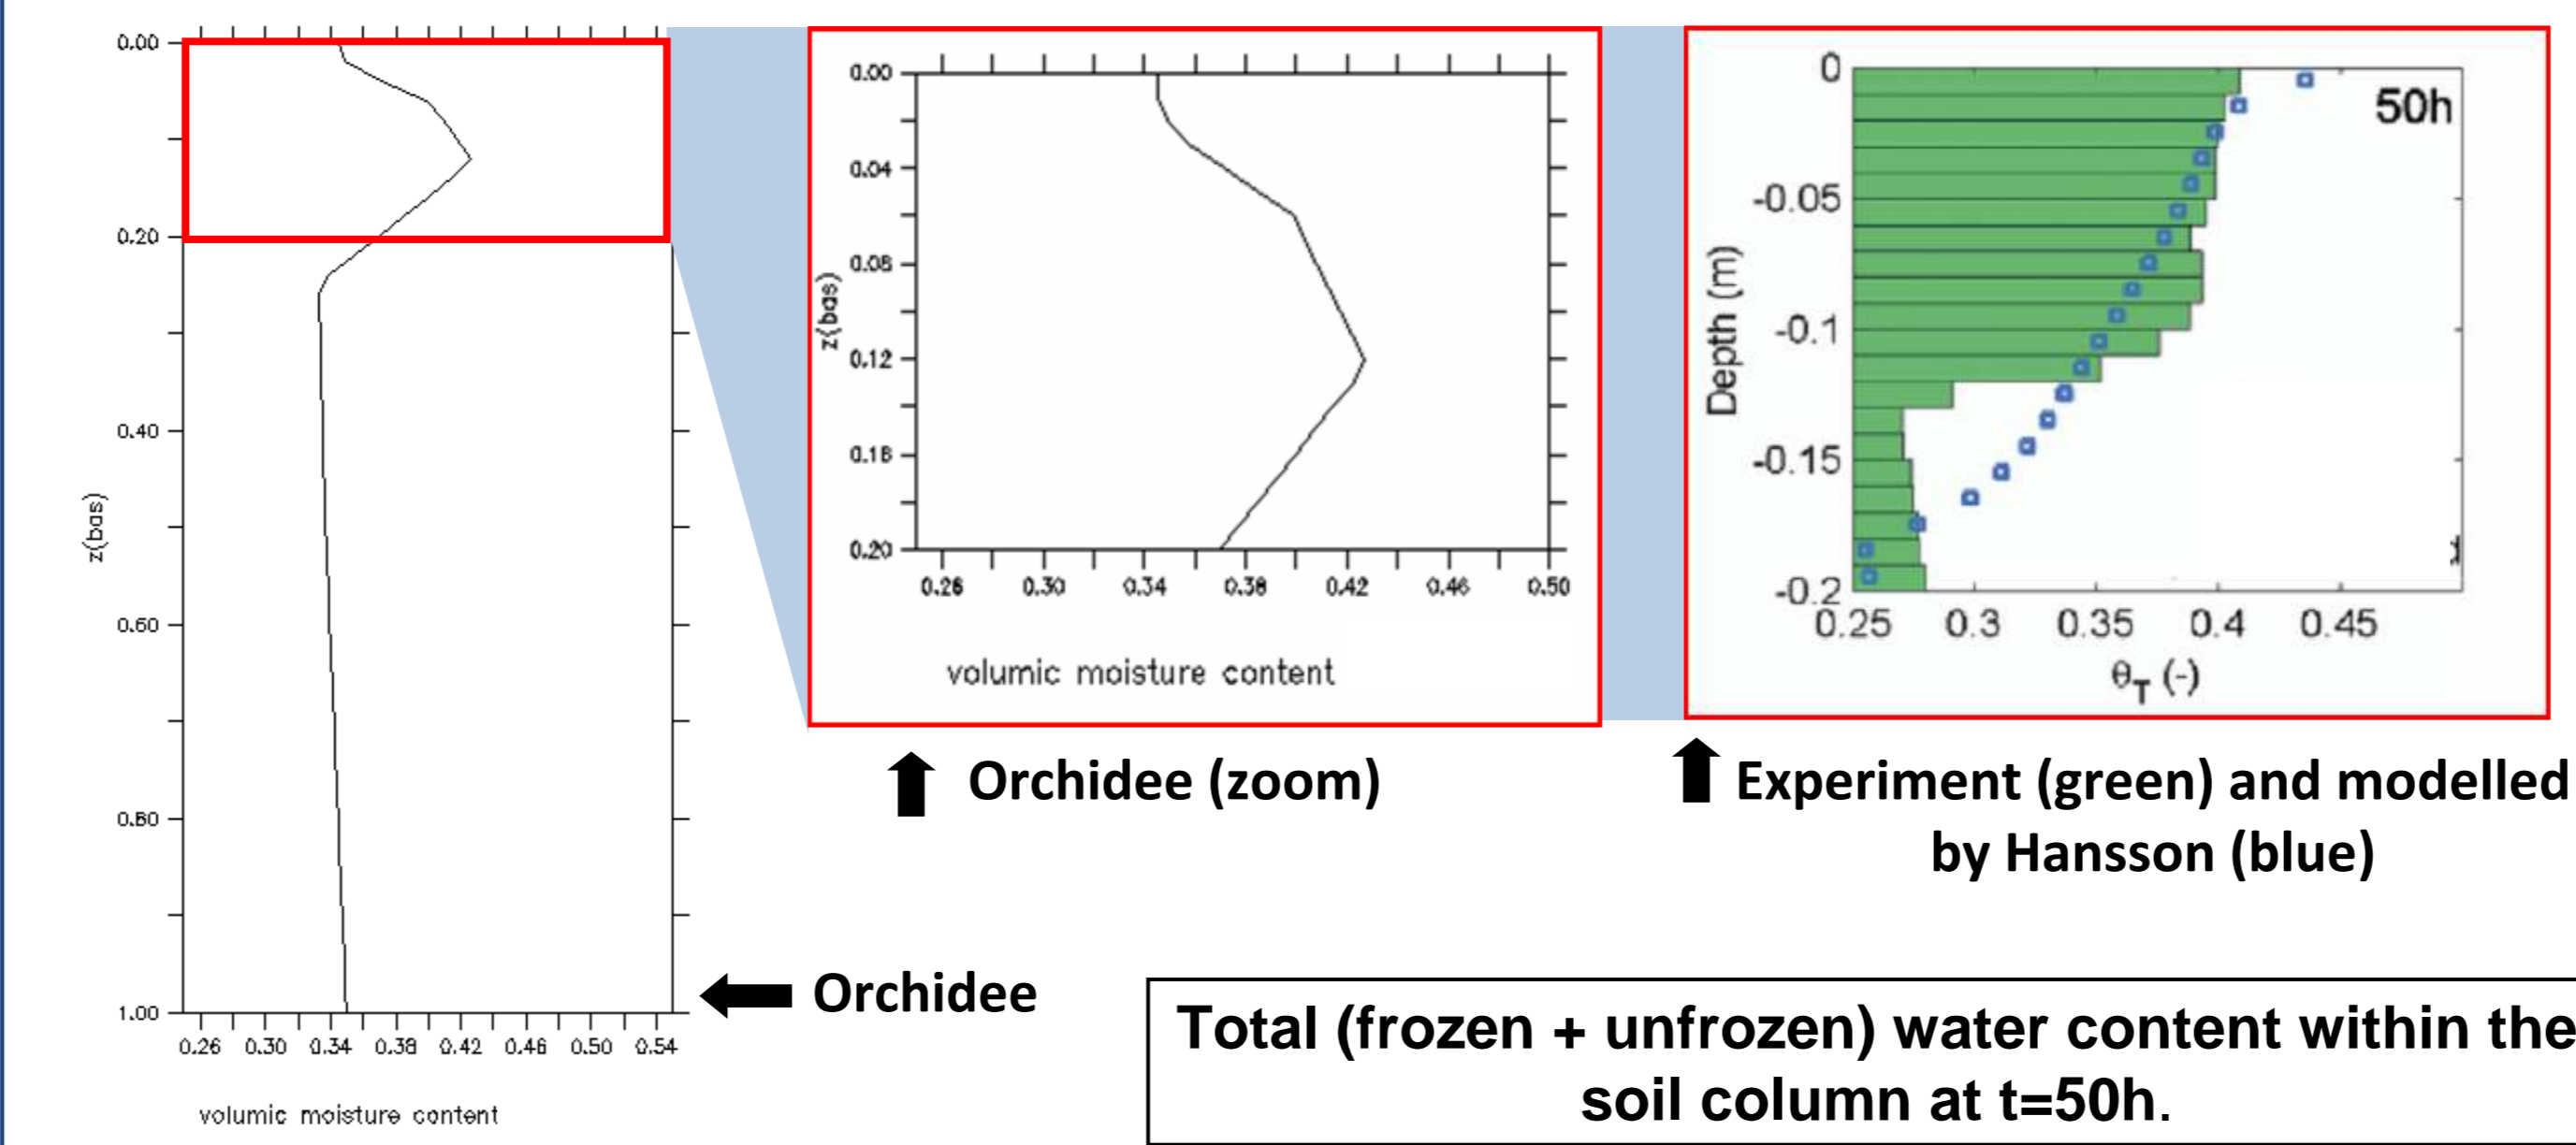 0.00
0.20
0.40
0.60
0.80
1.00
z(bas)
0.26 0.30 0.34 0.38 0.42 0.46 0.50 0.54
volumic moisture content
0.00
0.04
0.08
0.12
0.16
0.20
z(bas)
0.26 0.30 0.34 0.38 0.42 0.46 0.50
volumic moisture content
0
-0.05
-0.1
-0.15
-0.2
Depth (m)
50h
0.25 0.3 0.35 0.4 0.45
θT (-)
Orchidee (zoom)
Experiment (green) and modelled
by Hansson (blue)
Orchidee
Total (frozen + unfrozen) water content within the
soil column at t=50h.